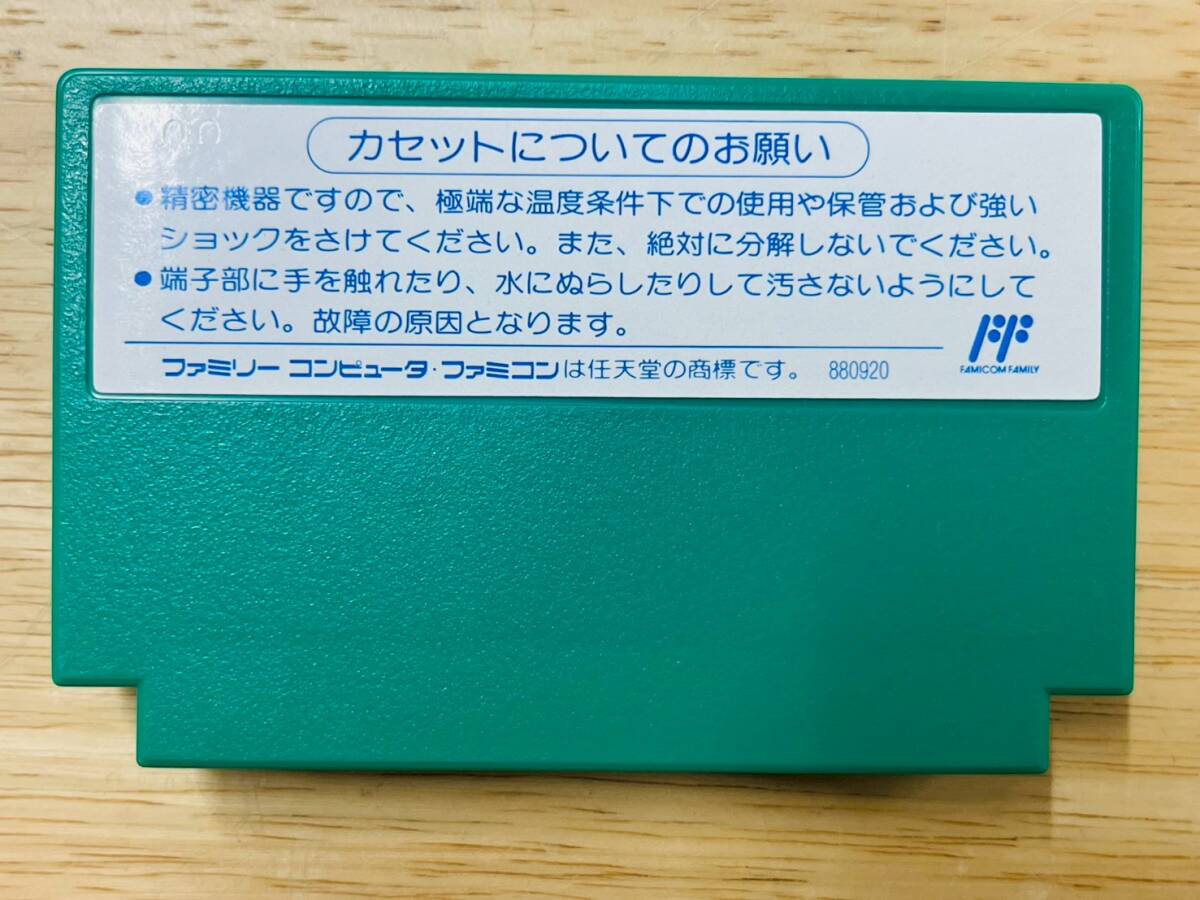 カセットについてのお願い
●精密機器ですので、極端な温度条件下での使用や保管および強い
ショックをさけてください。また、絶対に分解しないでください。
●端子部に手を触れたり、水にぬらしたりして汚さないようにして
ください。故障の原因となります。
ファミリー コンピュータ・ファミコンは任天堂の商標です。 880920
FAMICOM FAMILY